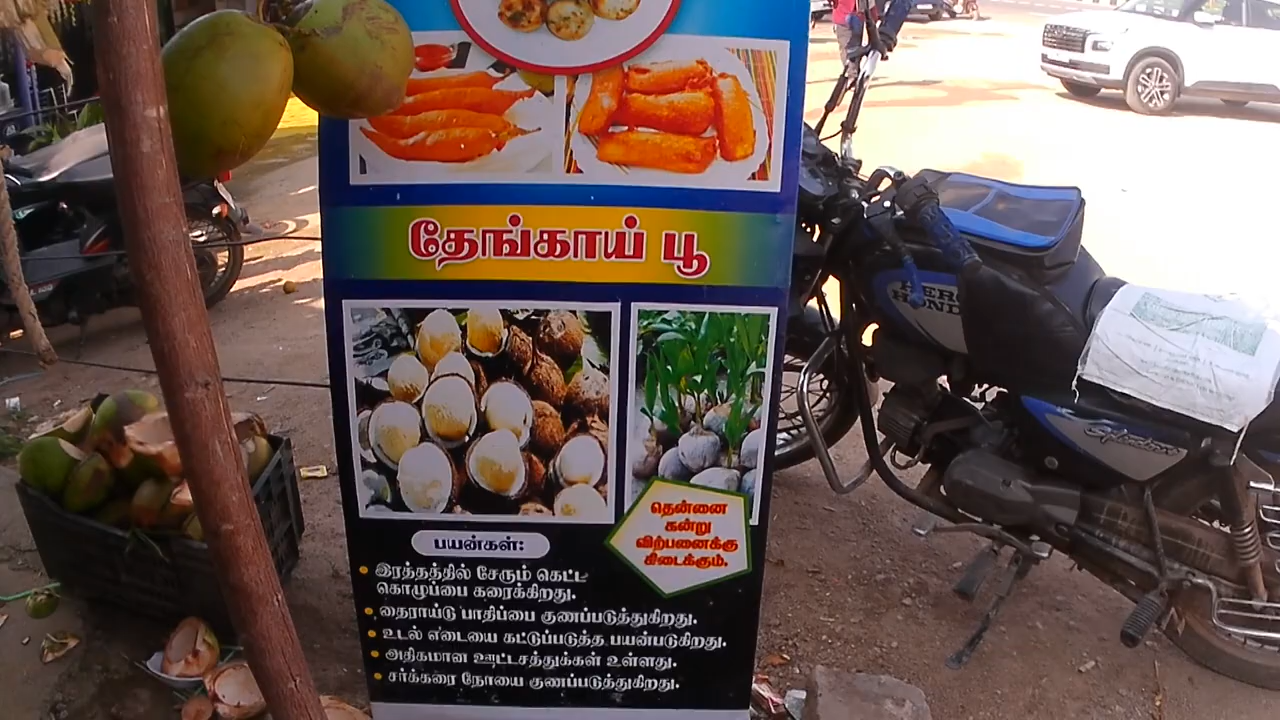 தேங்காய் பூ
தென்னை
கன்று
விற்பனைக்கு
கிடைக்கும்.
பயன்கள்:
இரத்தத்தில் சேரும் கெட்ட
கொழுப்பை கரைக்கிறது.
தைராய்டு பாதிப்பை குணப்படுத்துகிறது.
உடல் எடையை கட்டுப்படுத்த பயன்படுகிறது.
அதிகமான ஊட்டசத்துக்கள் உள்ளது.
சர்க்கரை நோயை குணப்படுத்துகிறது.
HERO
HONDA
Splendor